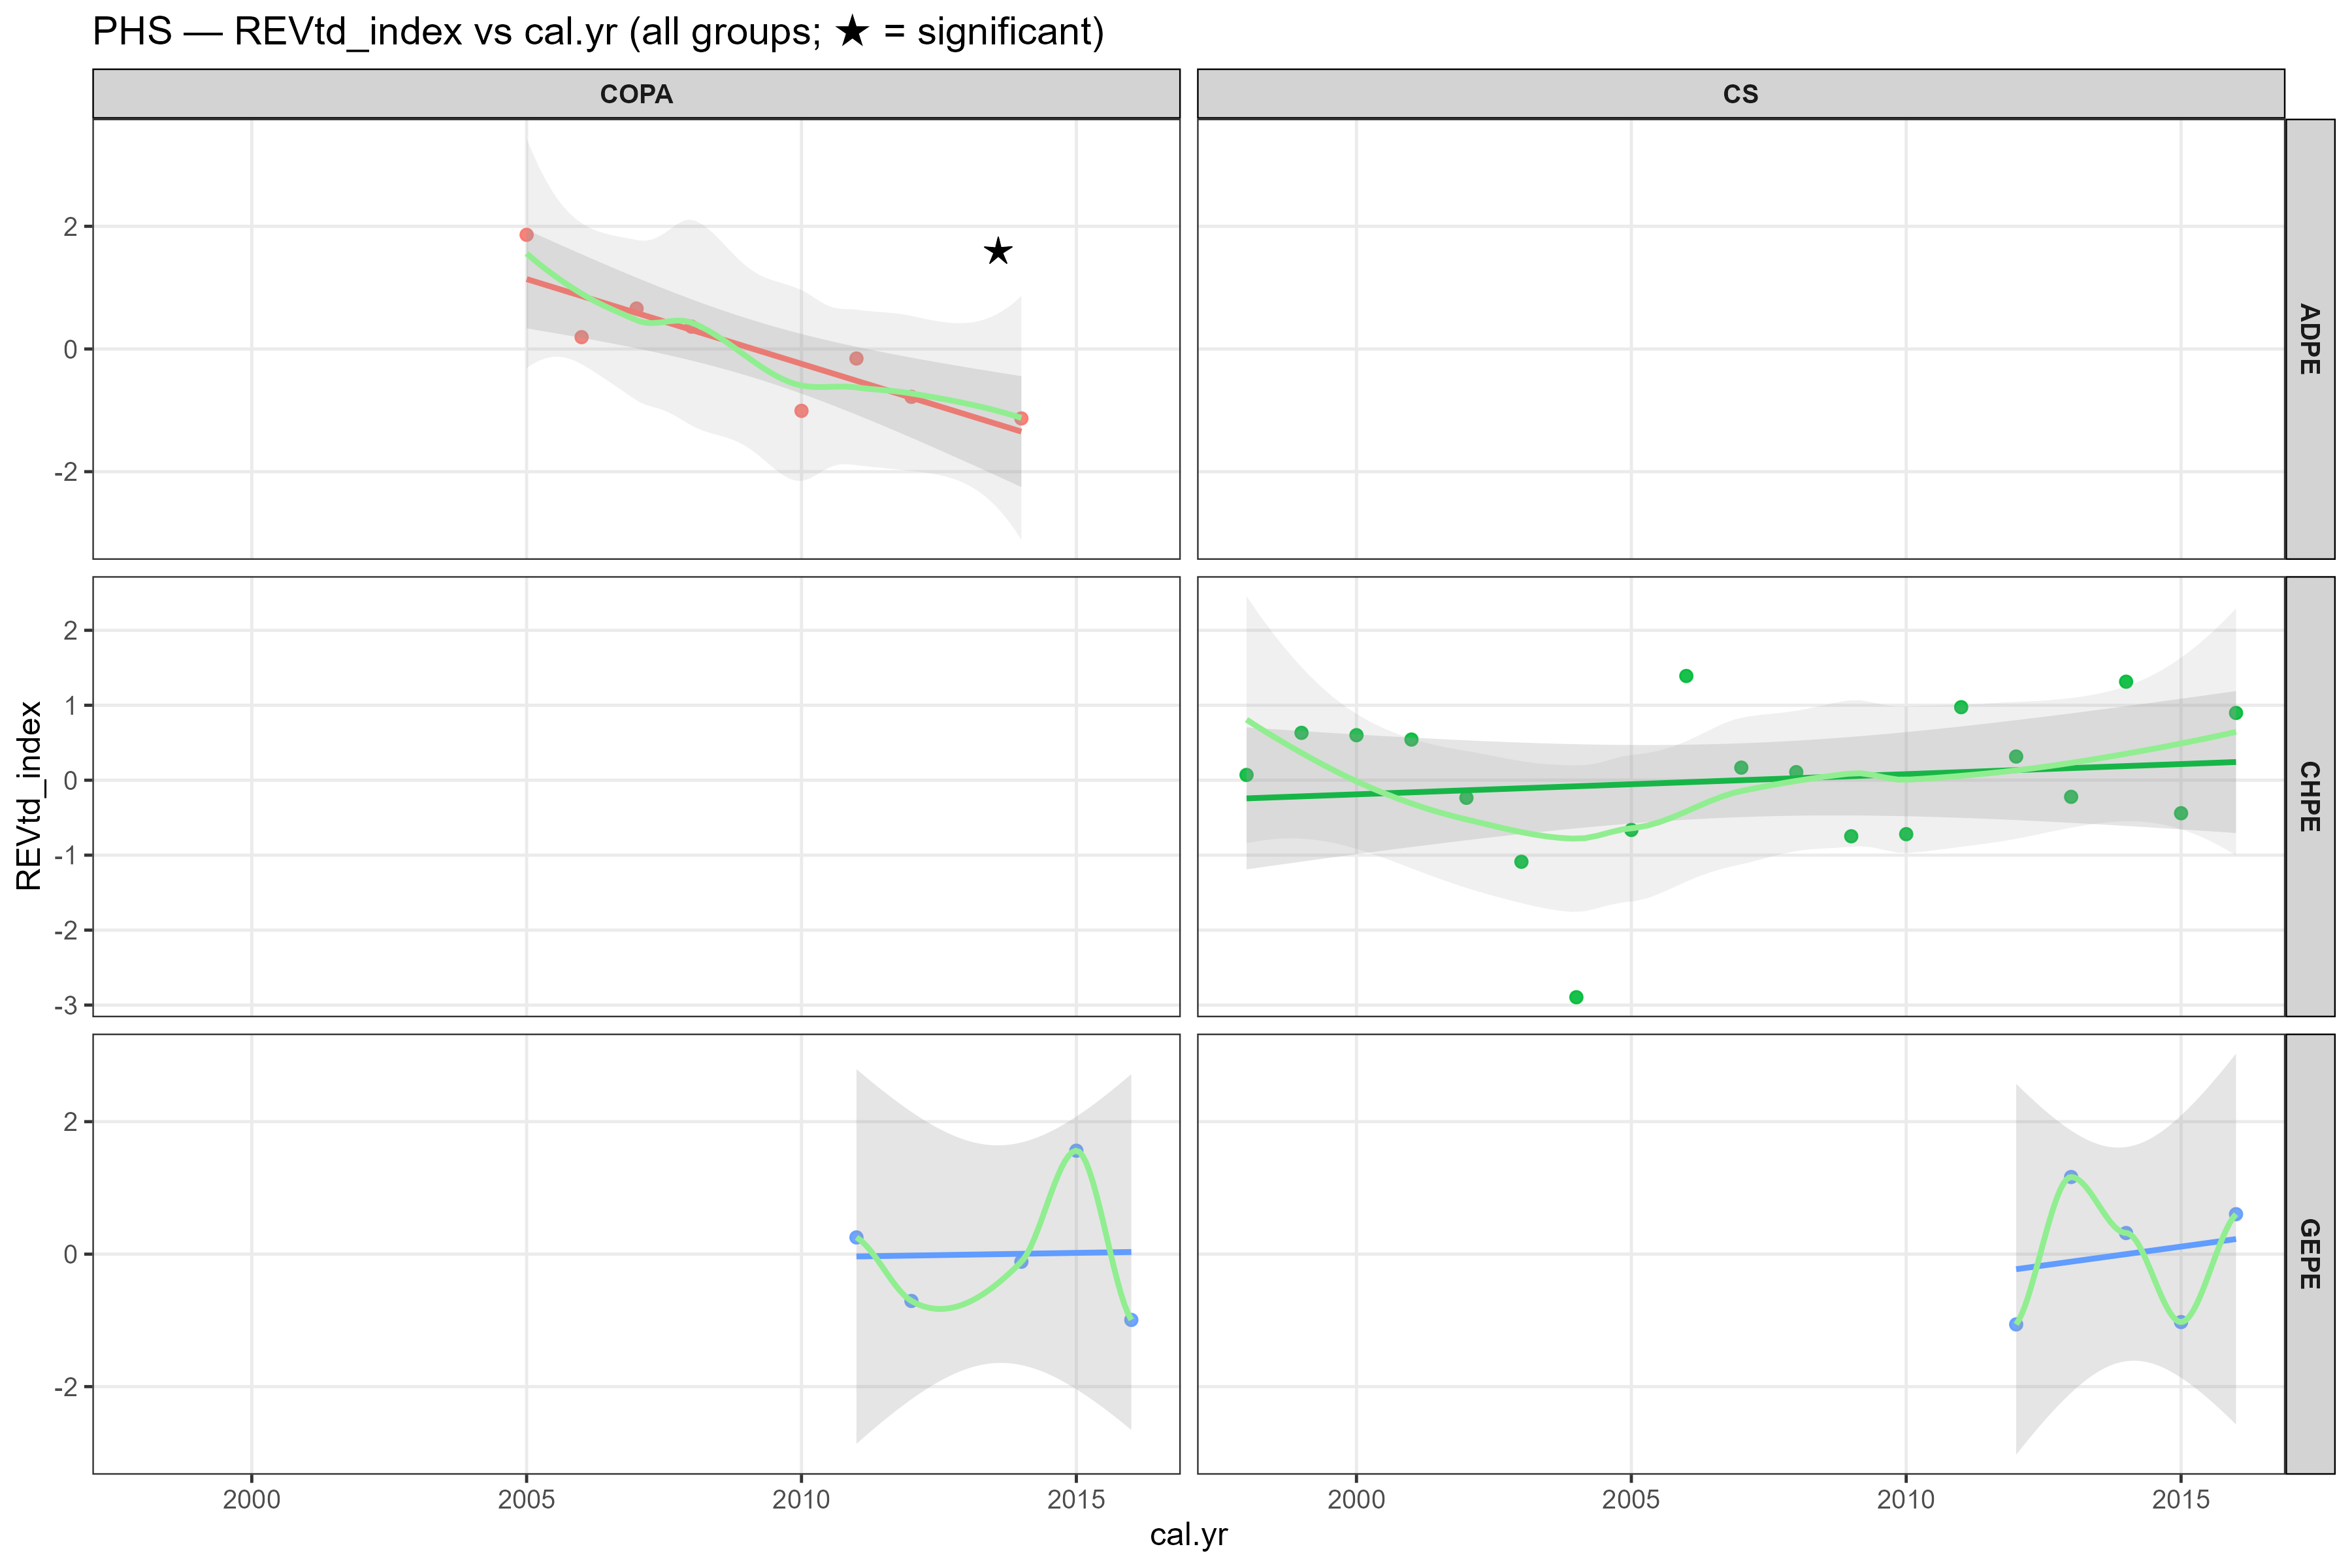 PHS — REVtd_index vs cal.yr (all groups; ★ = significant)
COPA
CS
2
0
-2
ADPE
★
REVtd_index
2
1
0
-1
-2
-3
CHPE
2
0
-2
GEPE
2000
2005
2010
2015
2000
2005
2010
2015
cal.yr